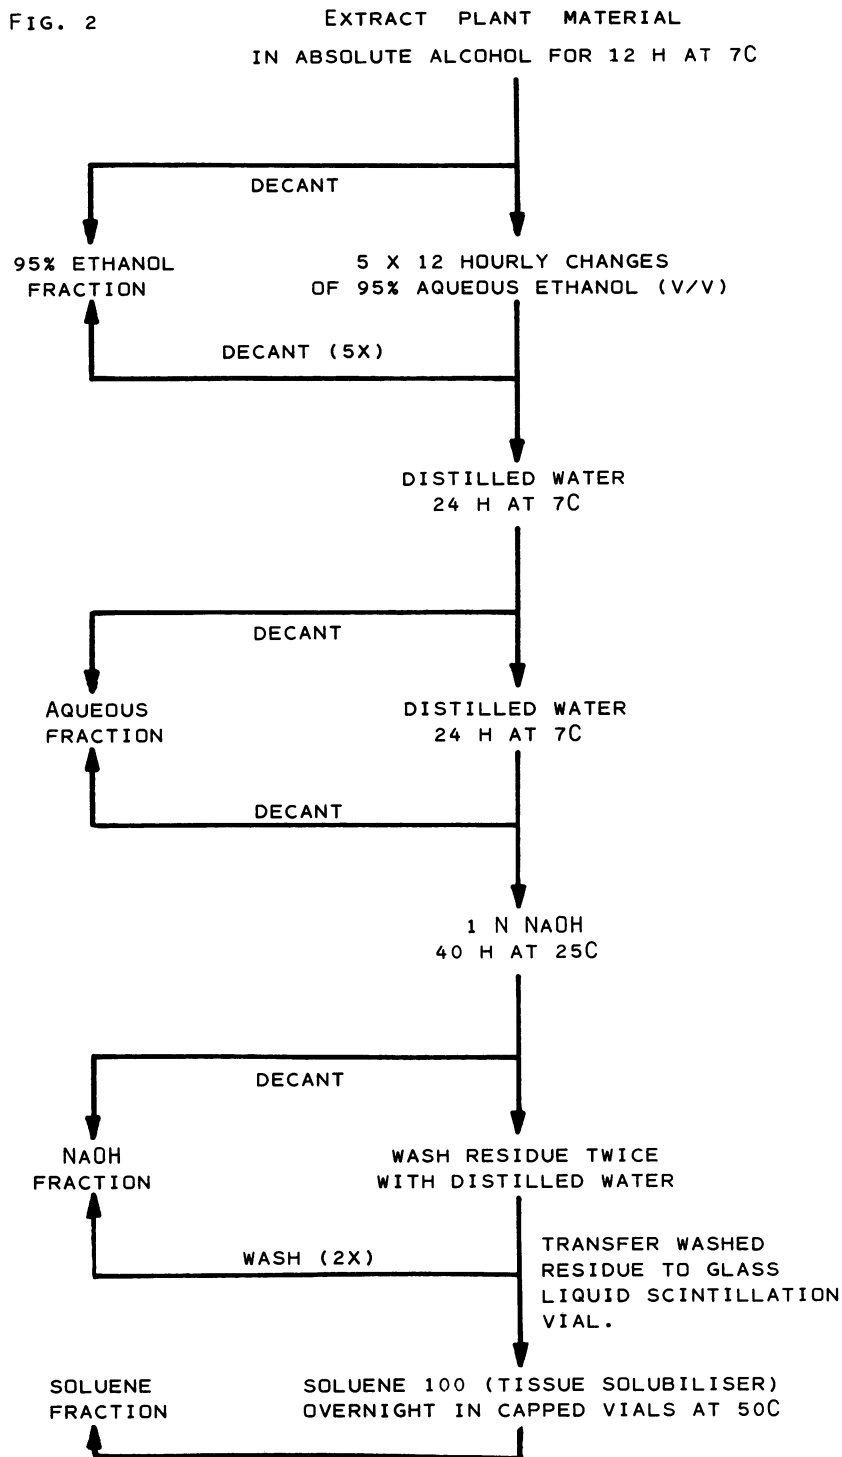 FIG. 2
EXTRACT PLANT MATERIAL
IN ABSOLUTE ALCOHOL FOR 12 H AT 7C
DECANT
95% ETHANOL
FRACTION
5 X 12 HOURLY CHANGES
OF 95% AQUEOUS ETHANOL (V/V)
DECANT (5X)
DISTILLED WATER
24 H AT 7C
DECANT
AQUEOUS
FRACTION
DISTILLED WATER
24 H AT 7C
DECANT
1 N NAOH
40 H AT 25C
DECANT
NAOH
FRACTION
WASH RESIDUE TWICE
WITH DISTILLED WATER
WASH (2X)
TRANSFER WASHED
RESIDUE TO GLASS
LIQUID SCINTILLATION
VIAL.
SOLUENE
FRACTION
SOLUENE 100 (TISSUE SOLUBILISER)
OVERNIGHT IN CAPPED VIALS AT 50C